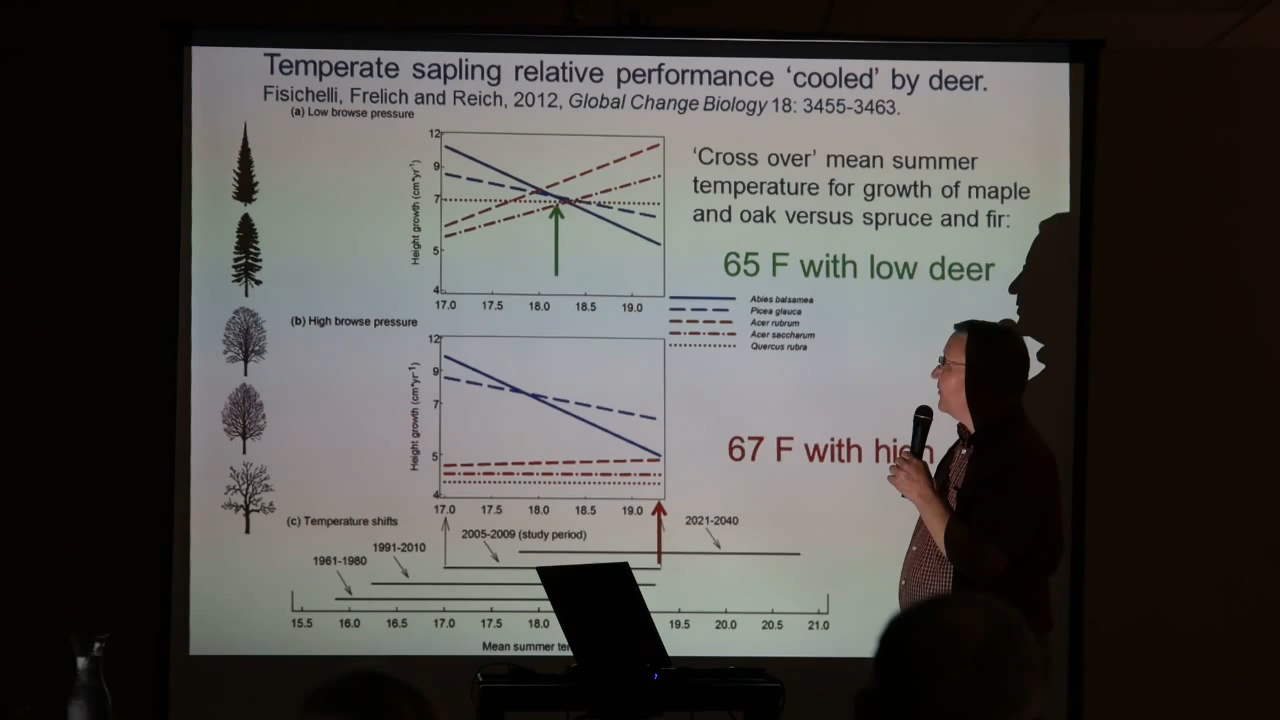 Temperate sapling relative performance ‘cooled’ by deer.
Fisichelli, Frelich and Reich, 2012, Global Change Biology 18: 3455-3463.
(a) Low browse pressure
12
9
7
5
4
Height growth (cm*yr⁻¹)
17.0 17.5 18.0 18.5 19.0
‘Cross over’ mean summer
temperature for growth of maple
and oak versus spruce and fir:
65 F with low deer
Abies balsamea
Picea glauca
Acer rubrum
Acer saccharum
Quercus rubra
(b) High browse pressure
12
9
7
5
4
Height growth (cm*yr⁻¹)
17.0 17.5 18.0 18.5 19.0
67 F with high
(c) Temperature shifts
2005-2009 (study period)
2021-2040
1991-2010
1961-1980
15.5 16.0 16.5 17.0 17.5 18.0 19.5 20.0 20.5 21.0
Mean summer